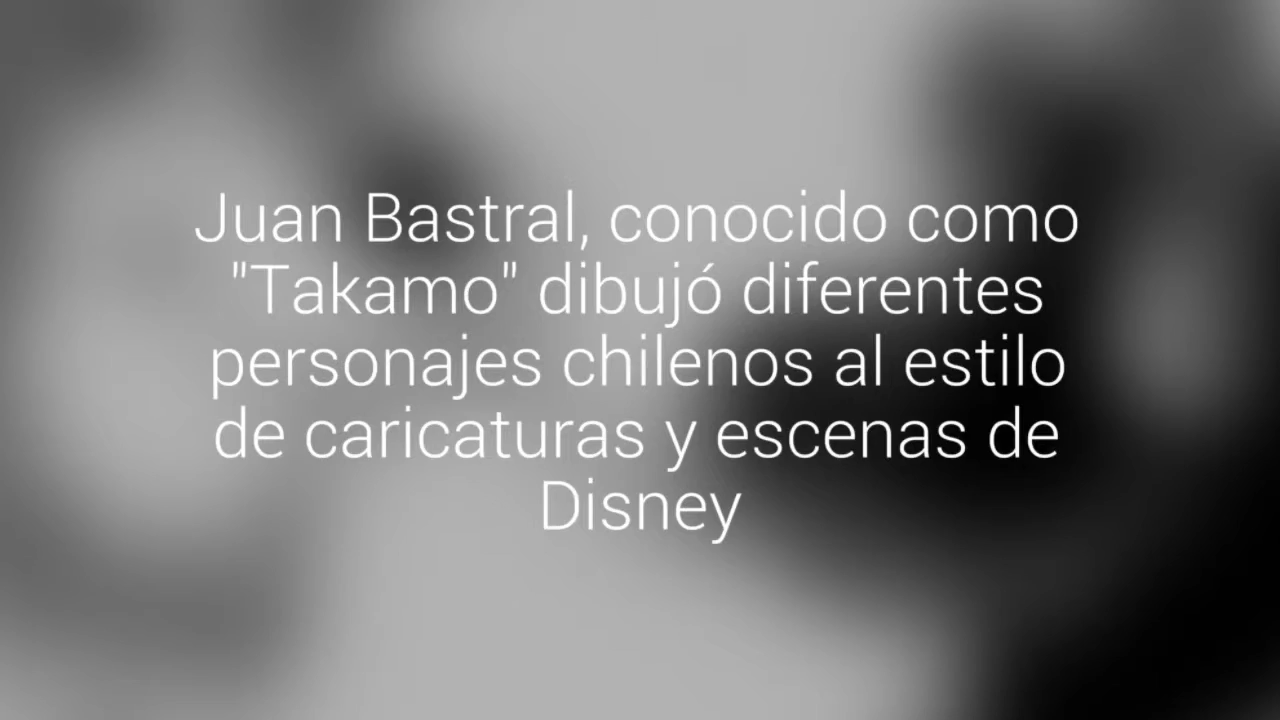 Juan Bastral, conocido como
"Takamo" dibujó diferentes
personajes chilenos al estilo
de caricaturas y escenas de
Disney